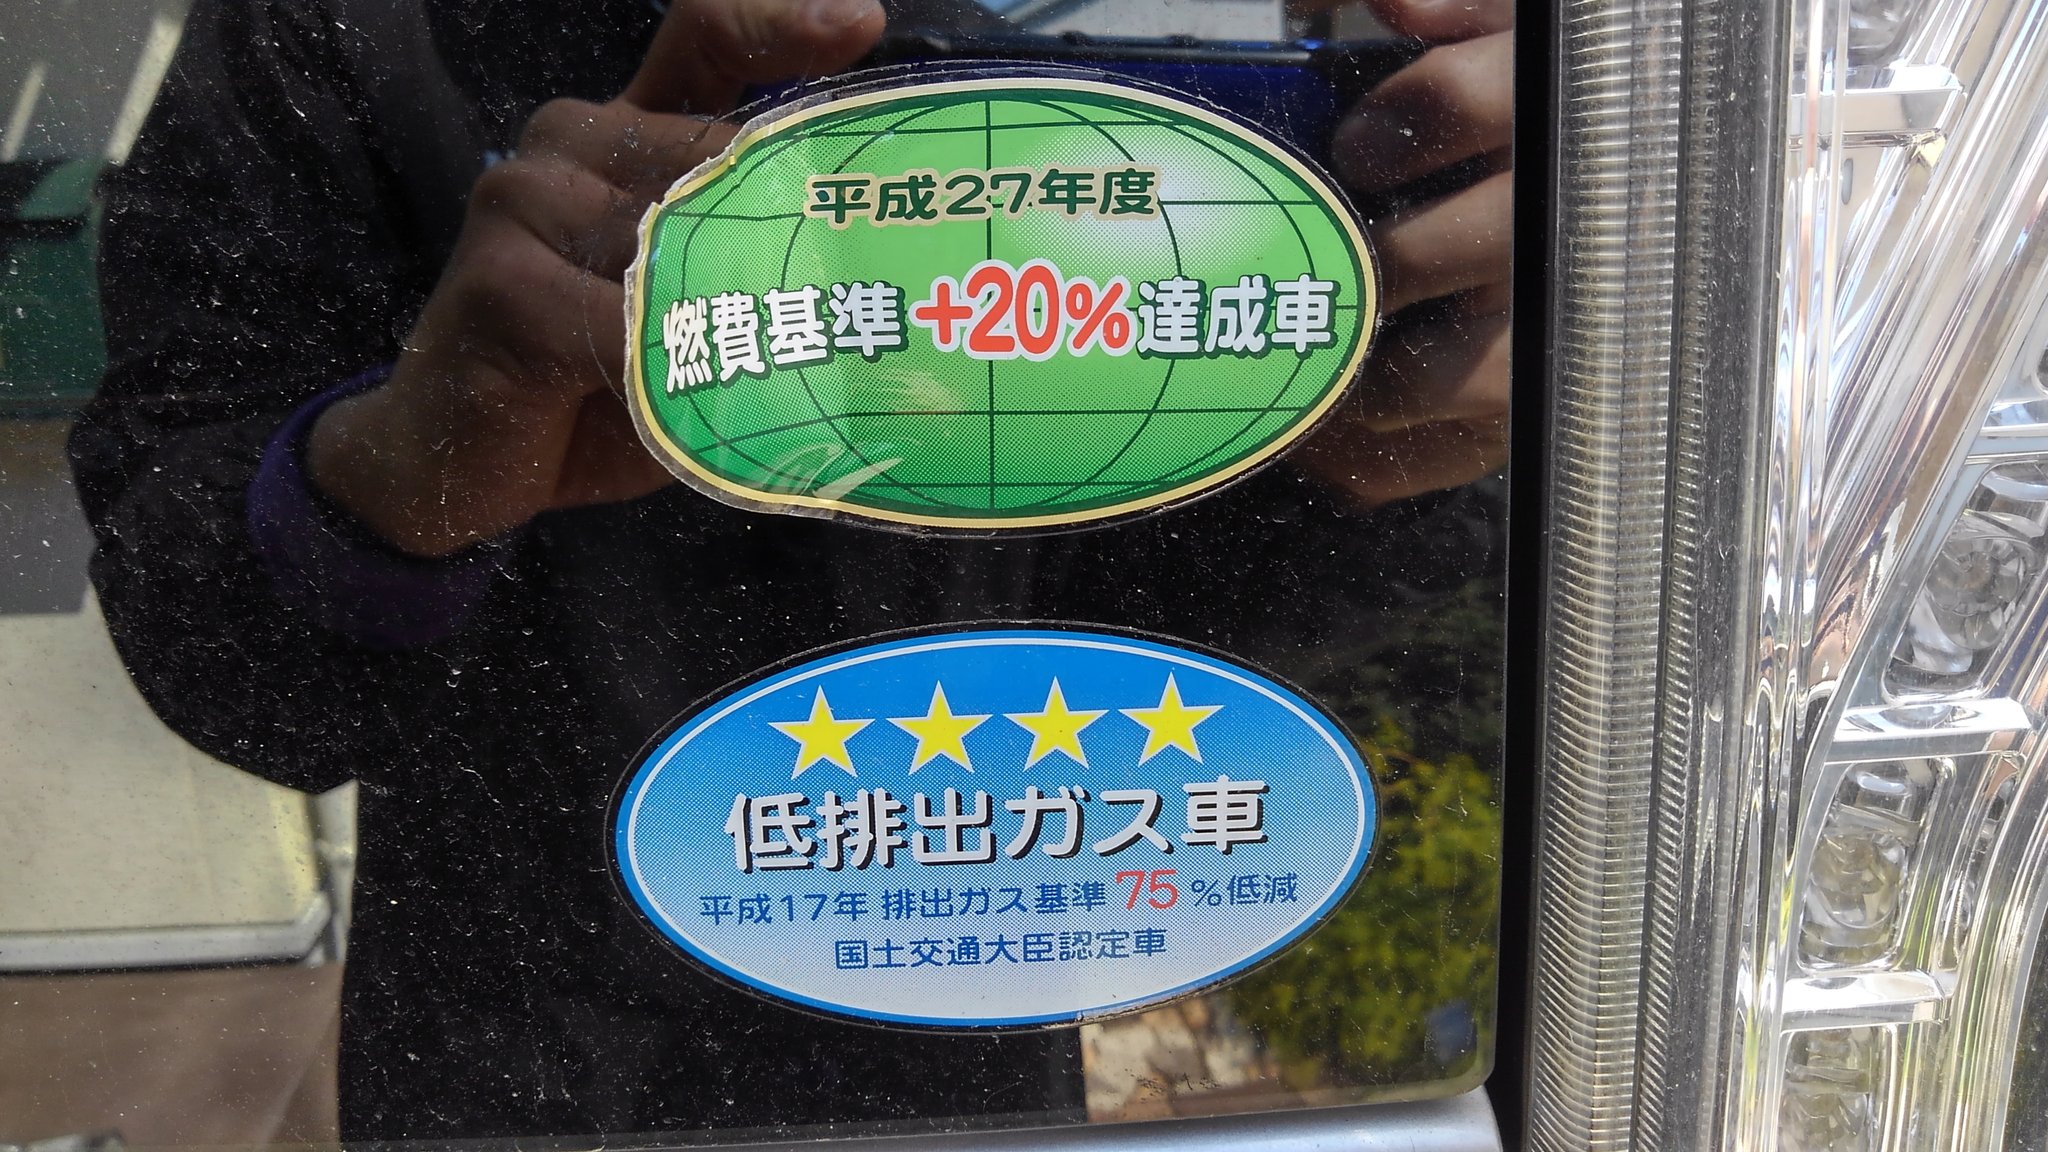 平成27年度
燃費基準+20%達成車
低排出ガス車
平成17年 排出ガス基準75%低減
国土交通大臣認定車